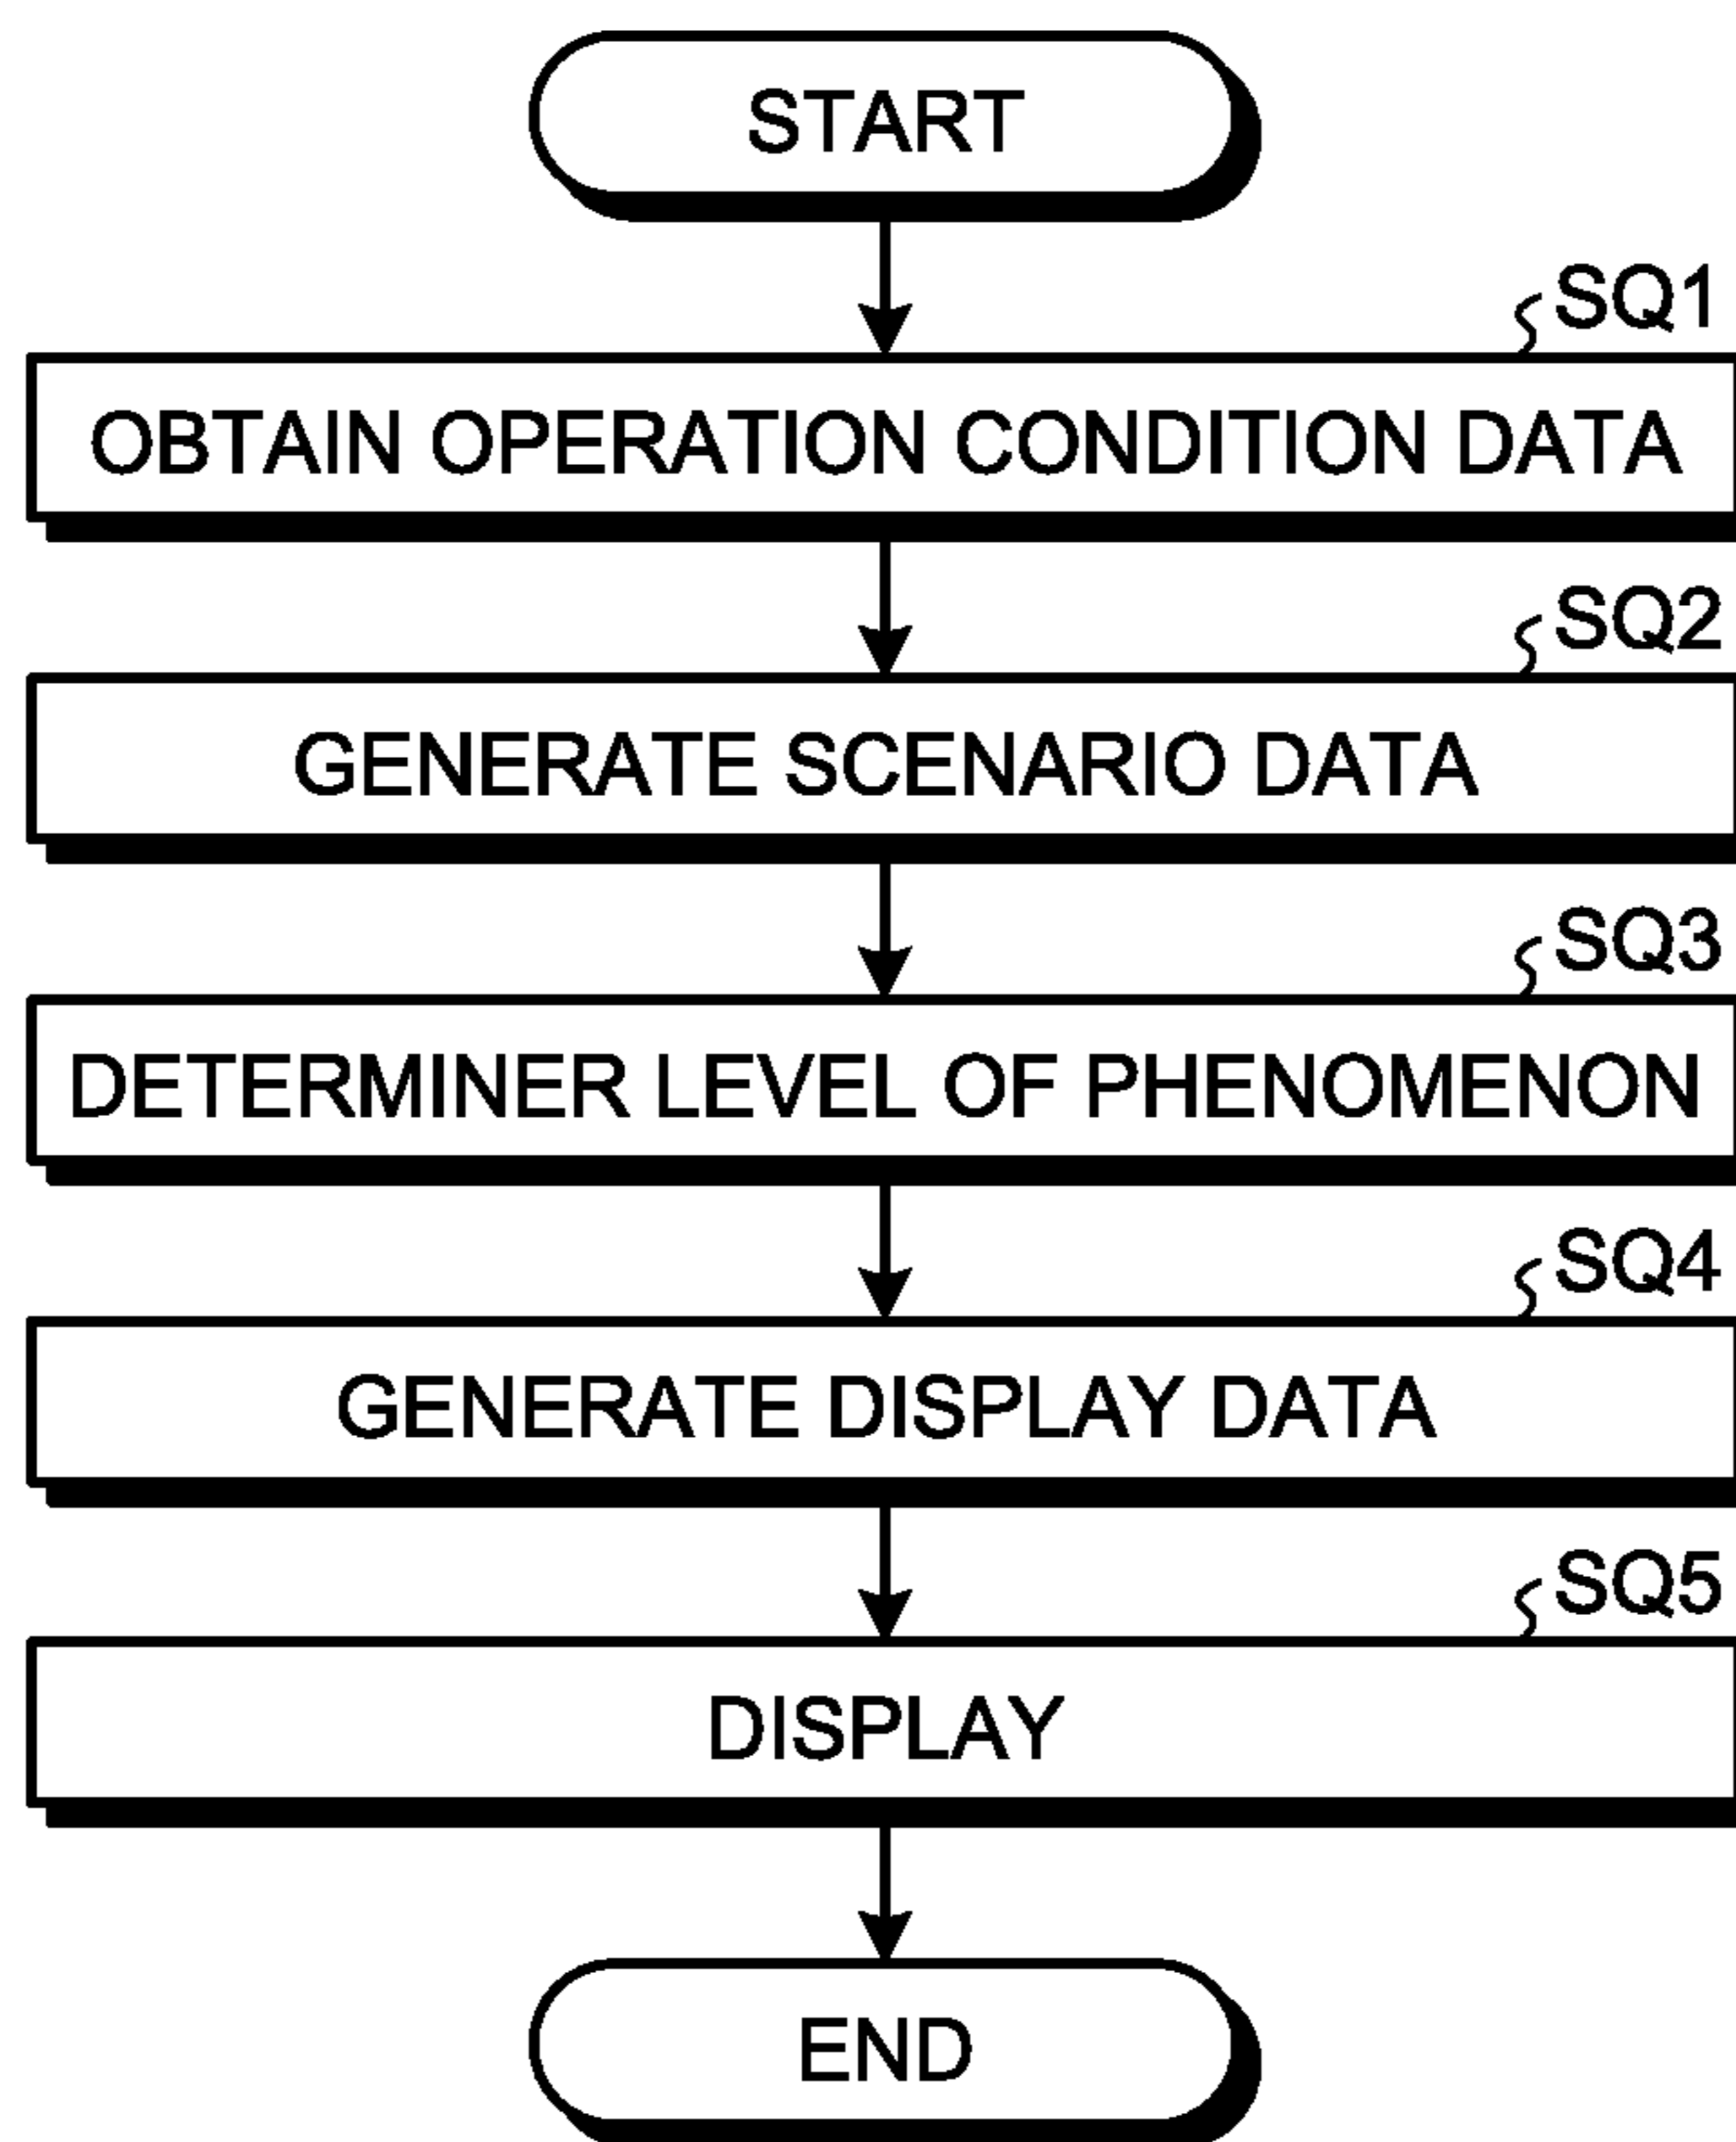 START
SQ1
OBTAIN OPERATION CONDITION DATA
SQ2
GENERATE SCENARIO DATA
SQ3
DETERMINER LEVEL OF PHENOMENON
SQ4
GENERATE DISPLAY DATA
SQ5
DISPLAY
END